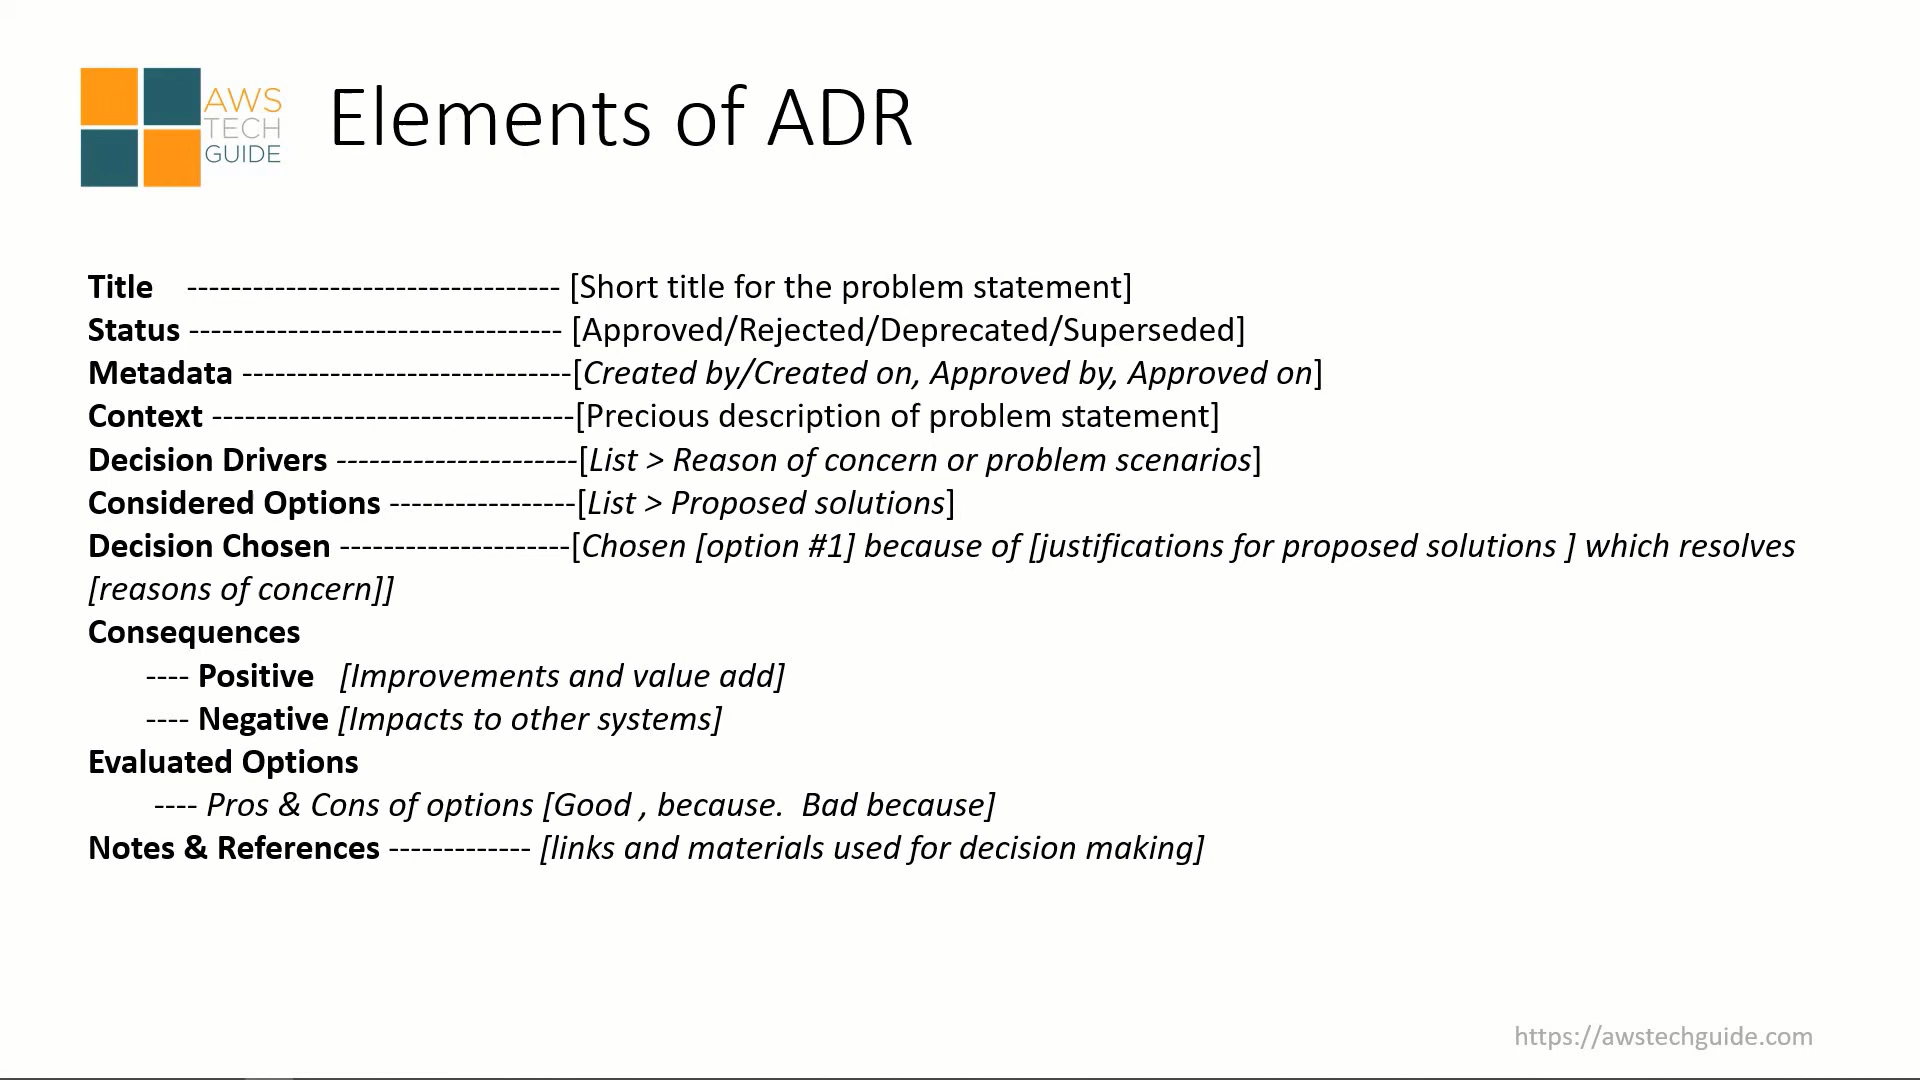 AWS
TECH
GUIDE
Elements of ADR
Title ---------------------------------- [Short title for the problem statement]
Status ---------------------------------- [Approved/Rejected/Deprecated/Superseded]
Metadata ------------------------------[Created by/Created on, Approved by, Approved on]
Context ---------------------------------[Precious description of problem statement]
Decision Drivers ----------------------[List > Reason of concern or problem scenarios]
Considered Options -----------------[List > Proposed solutions]
Decision Chosen ---------------------[Chosen [option #1] because of [justifications for proposed solutions ] which resolves
[reasons of concern]]
Consequences
---- Positive [Improvements and value add]
---- Negative [Impacts to other systems]
Evaluated Options
---- Pros & Cons of options [Good , because. Bad because]
Notes & References ------------- [links and materials used for decision making]
https://awstechguide.com